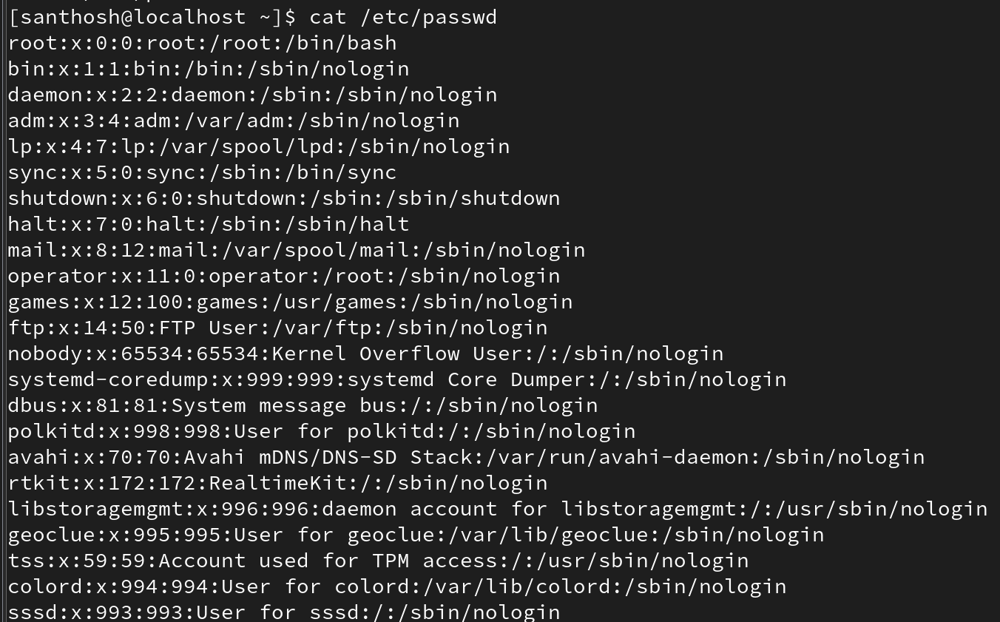 [santhosh@localhost ~]$ cat /etc/passwd
root:x:0:0:root:/root:/bin/bash
bin:x:1:1:bin:/bin:/sbin/nologin
daemon:x:2:2:daemon:/sbin:/sbin/nologin
adm:x:3:4:adm:/var/adm:/sbin/nologin
lp:x:4:7:lp:/var/spool/lpd:/sbin/nologin
sync:x:5:0:sync:/sbin:/bin/sync
shutdown:x:6:0:shutdown:/sbin:/sbin/shutdown
halt:x:7:0:halt:/sbin:/sbin/halt
mail:x:8:12:mail:/var/spool/mail:/sbin/nologin
operator:x:11:0:operator:/root:/sbin/nologin
games:x:12:100:games:/usr/games:/sbin/nologin
ftp:x:14:50:FTP User:/var/ftp:/sbin/nologin
nobody:x:65534:65534:Kernel Overflow User:/:/sbin/nologin
systemd-coredump:x:999:999:systemd Core Dumper:/:/sbin/nologin
dbus:x:81:81:System message bus:/:/sbin/nologin
polkitd:x:998:998:User for polkitd:/:/sbin/nologin
avahi:x:70:70:Avahi mDNS/DNS-SD Stack:/var/run/avahi-daemon:/sbin/nologin
rtkit:x:172:172:RealtimeKit:/:/sbin/nologin
libstoragemgmt:x:996:996:daemon account for libstoragemgmt:/:/usr/sbin/nologin
geoclue:x:995:995:User for geoclue:/var/lib/geoclue:/sbin/nologin
tss:x:59:59:Account used for TPM access:/:/usr/sbin/nologin
colord:x:994:994:User for colord:/var/lib/colord:/sbin/nologin
sssd:x:993:993:User for sssd:/:/sbin/nologin